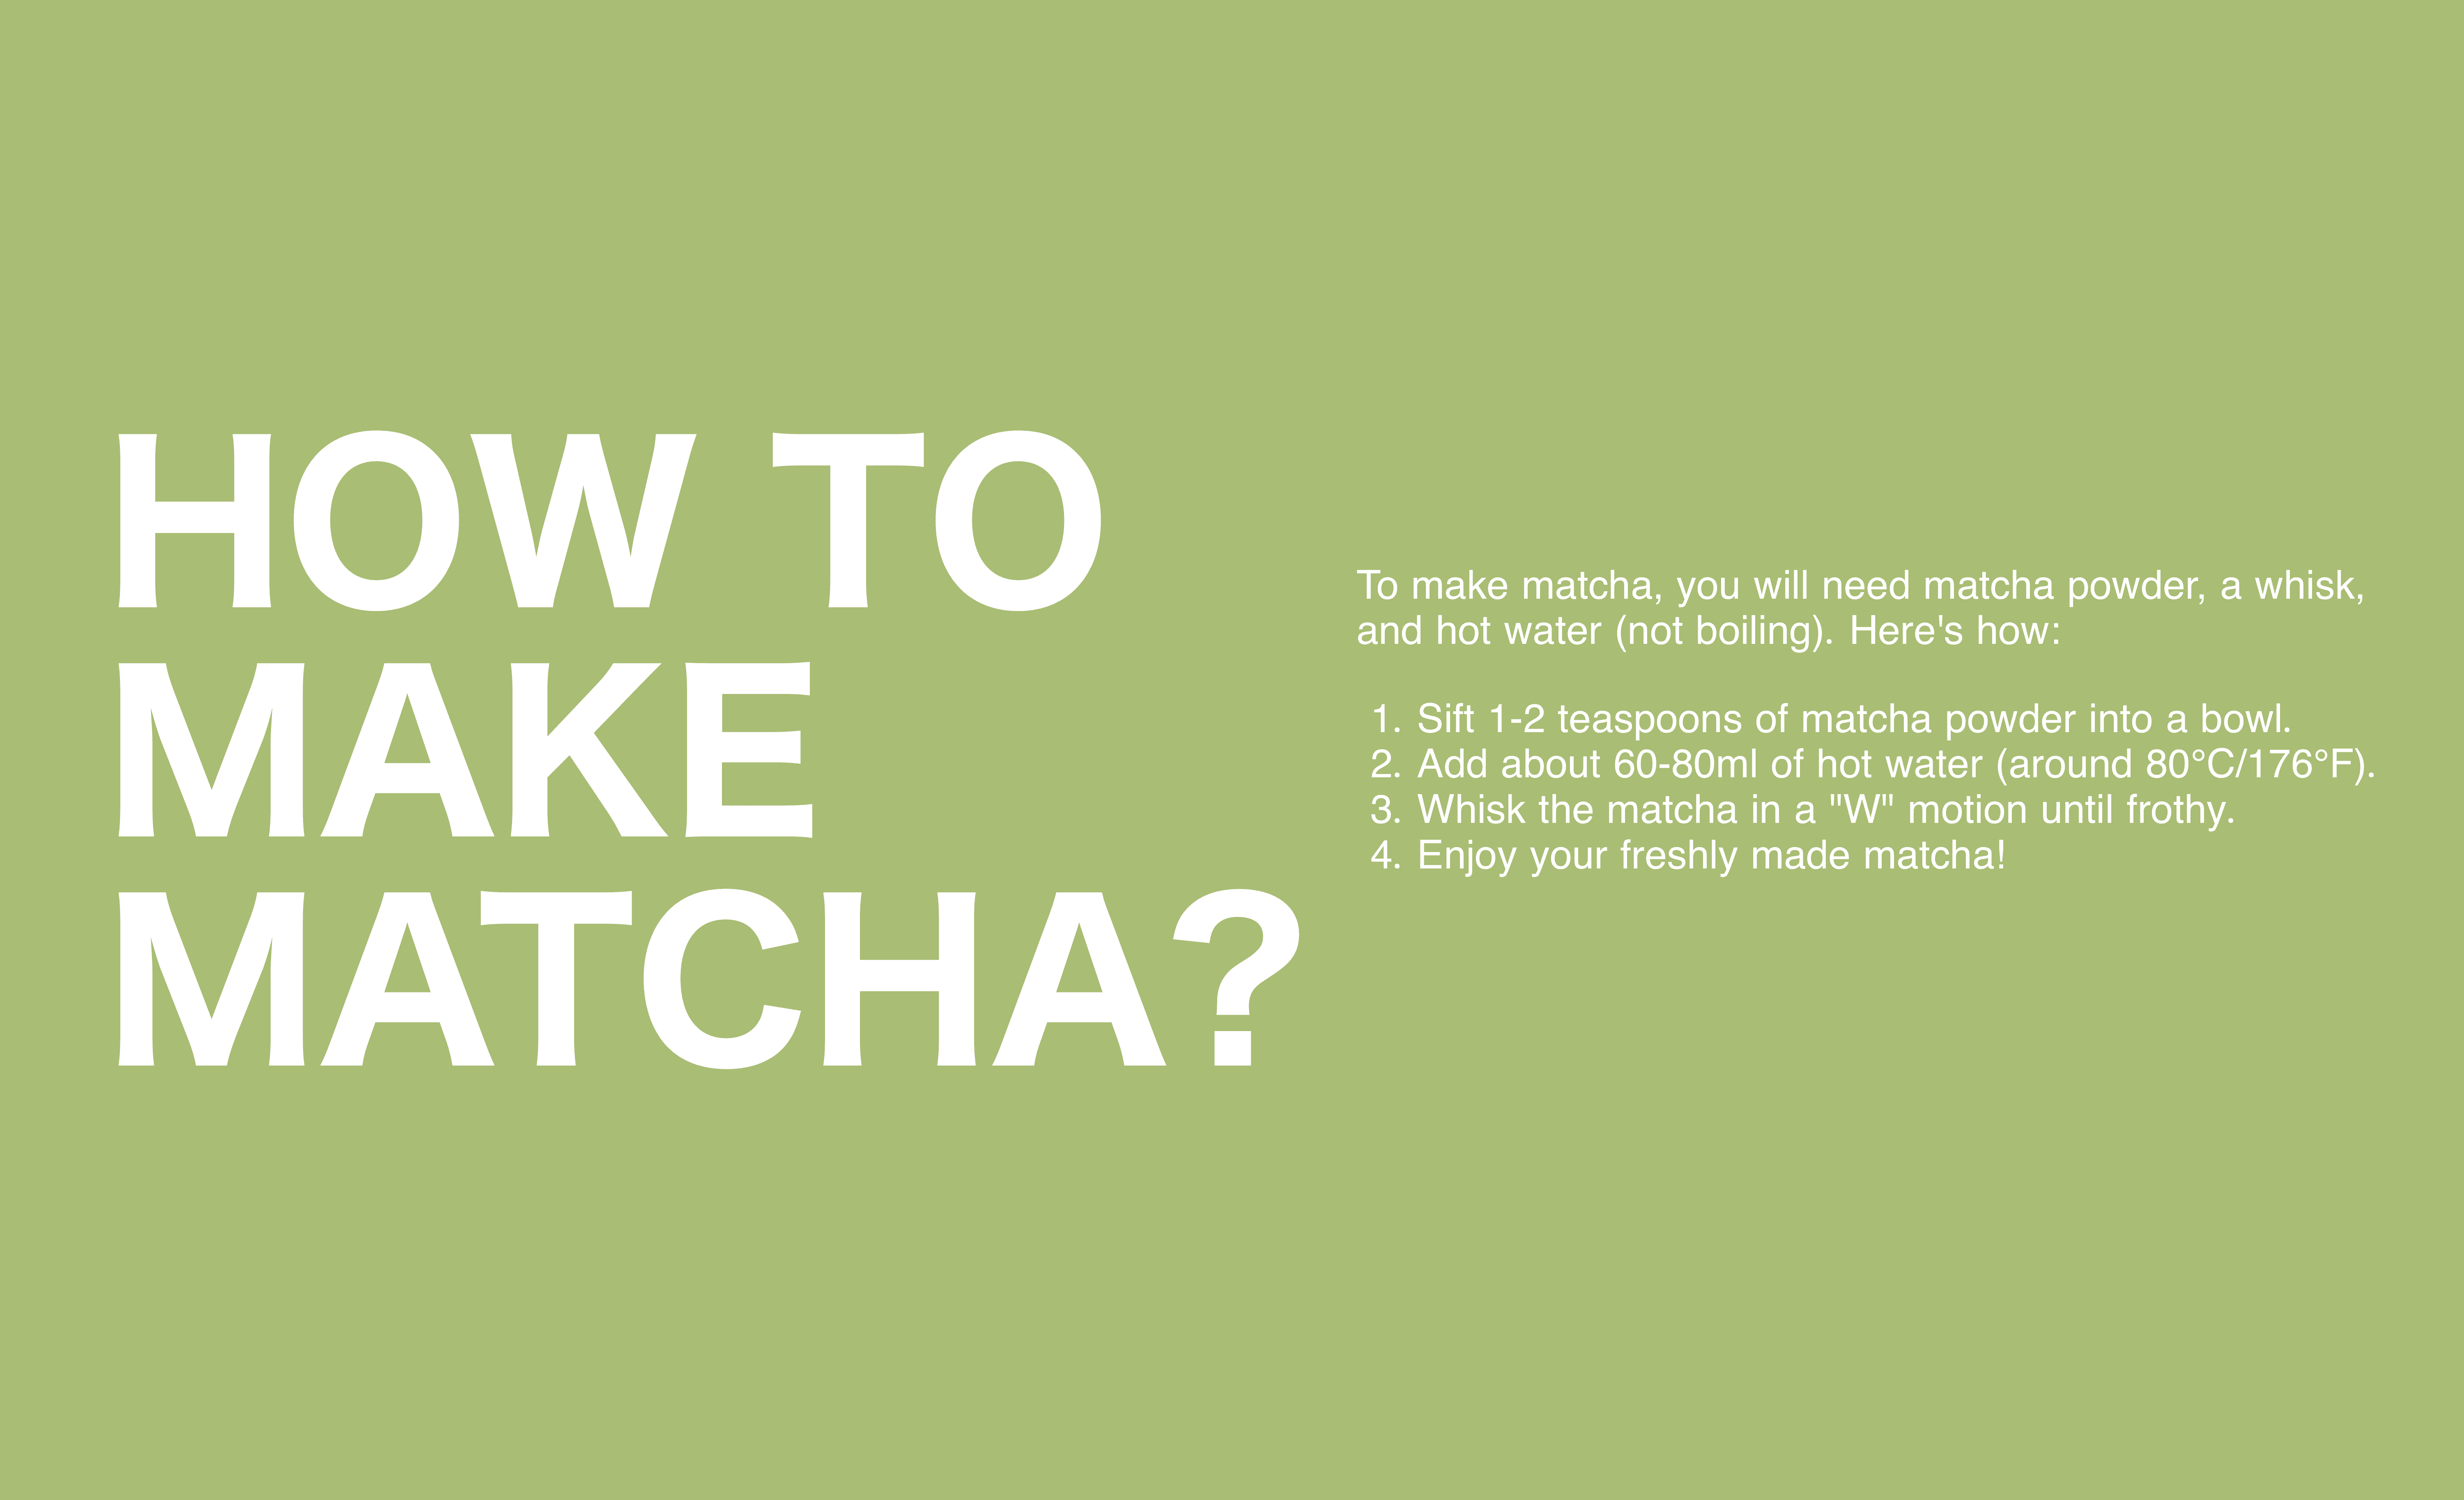 HOW TO
MAKE
MATCHA?
To make matcha, you will need matcha powder, a whisk,
and hot water (not boiling). Here's how:
1. Sift 1-2 teaspoons of matcha powder into a bowl.
2. Add about 60-80ml of hot water (around 80°C/176°F).
3. Whisk the matcha in a "W" motion until frothy.
4. Enjoy your freshly made matcha!